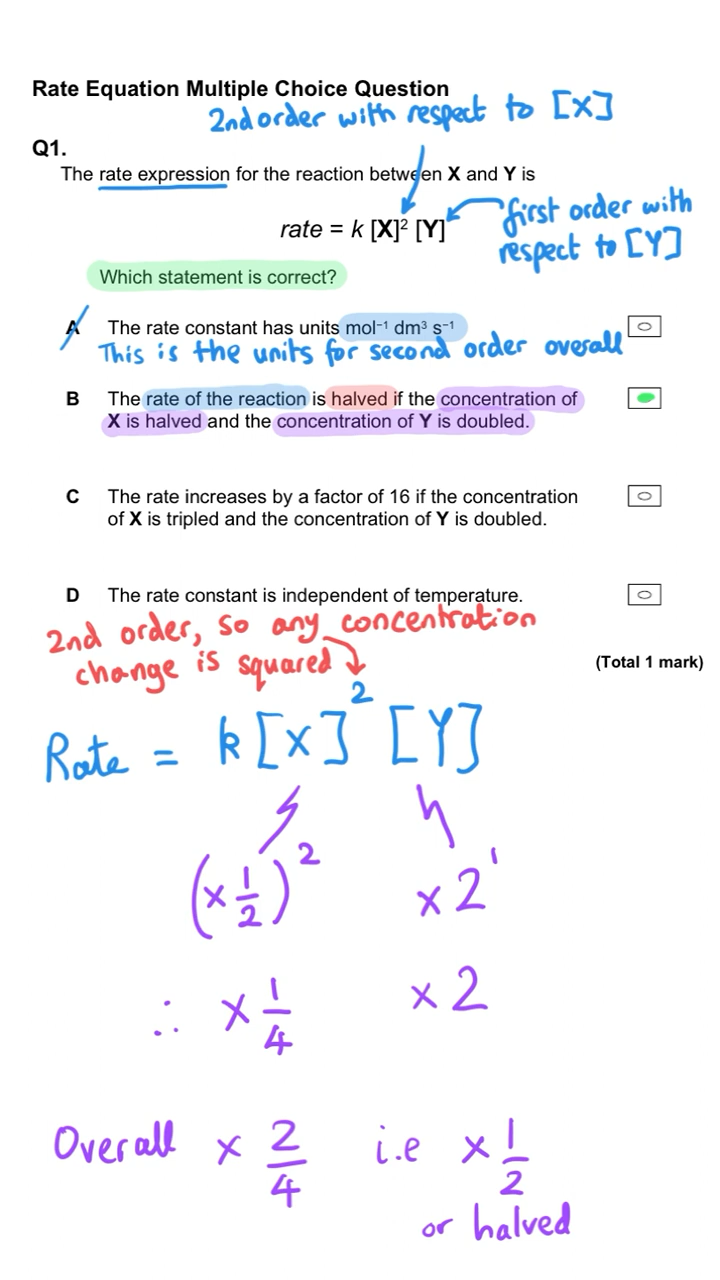 Rate Equation Multiple Choice Question
2nd order with respect to [X]
Q1.
The rate expression for the reaction between X and Y is
rate = k [X]² [Y]
first order with
respect to [Y]
Which statement is correct?
A The rate constant has units mol⁻¹ dm³ s⁻¹
This is the units for second order overall
B The rate of the reaction is halved if the concentration of
X is halved and the concentration of Y is doubled.
C The rate increases by a factor of 16 if the concentration
of X is tripled and the concentration of Y is doubled.
D The rate constant is independent of temperature.
2nd order, so any concentration
change is squared
(Total 1 mark)
Rate = k[X]² [Y]
(×1/2)² ×2¹
∴ ×1/4 ×2
Overall × 2/4 i.e × 1/2
or halved